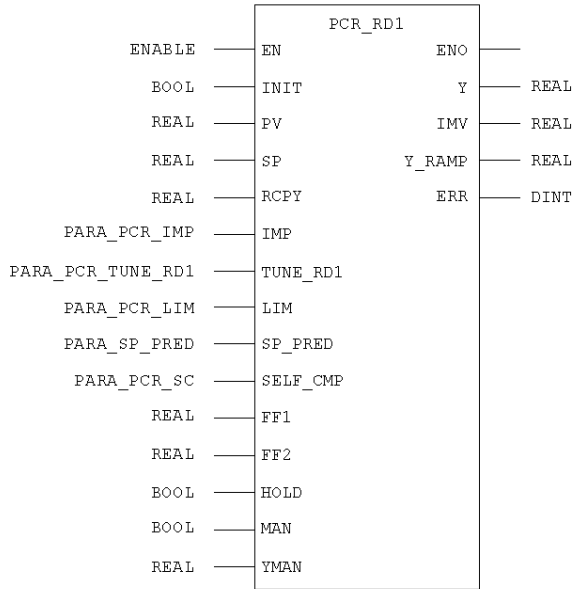 PCR_RD1
ENABLE EN ENO
BOOL INIT Y REAL
REAL PV IMV REAL
REAL SP Y_RAMP REAL
REAL RCPY ERR DINT
PARA_PCR_IMP IMP
PARA_PCR_TUNE_RD1 TUNE_RD1
PARA_PCR_LIM LIM
PARA_SP_PRED SP_PRED
PARA_PCR_SC SELF_CMP
REAL FF1
REAL FF2
BOOL HOLD
BOOL MAN
REAL YMAN